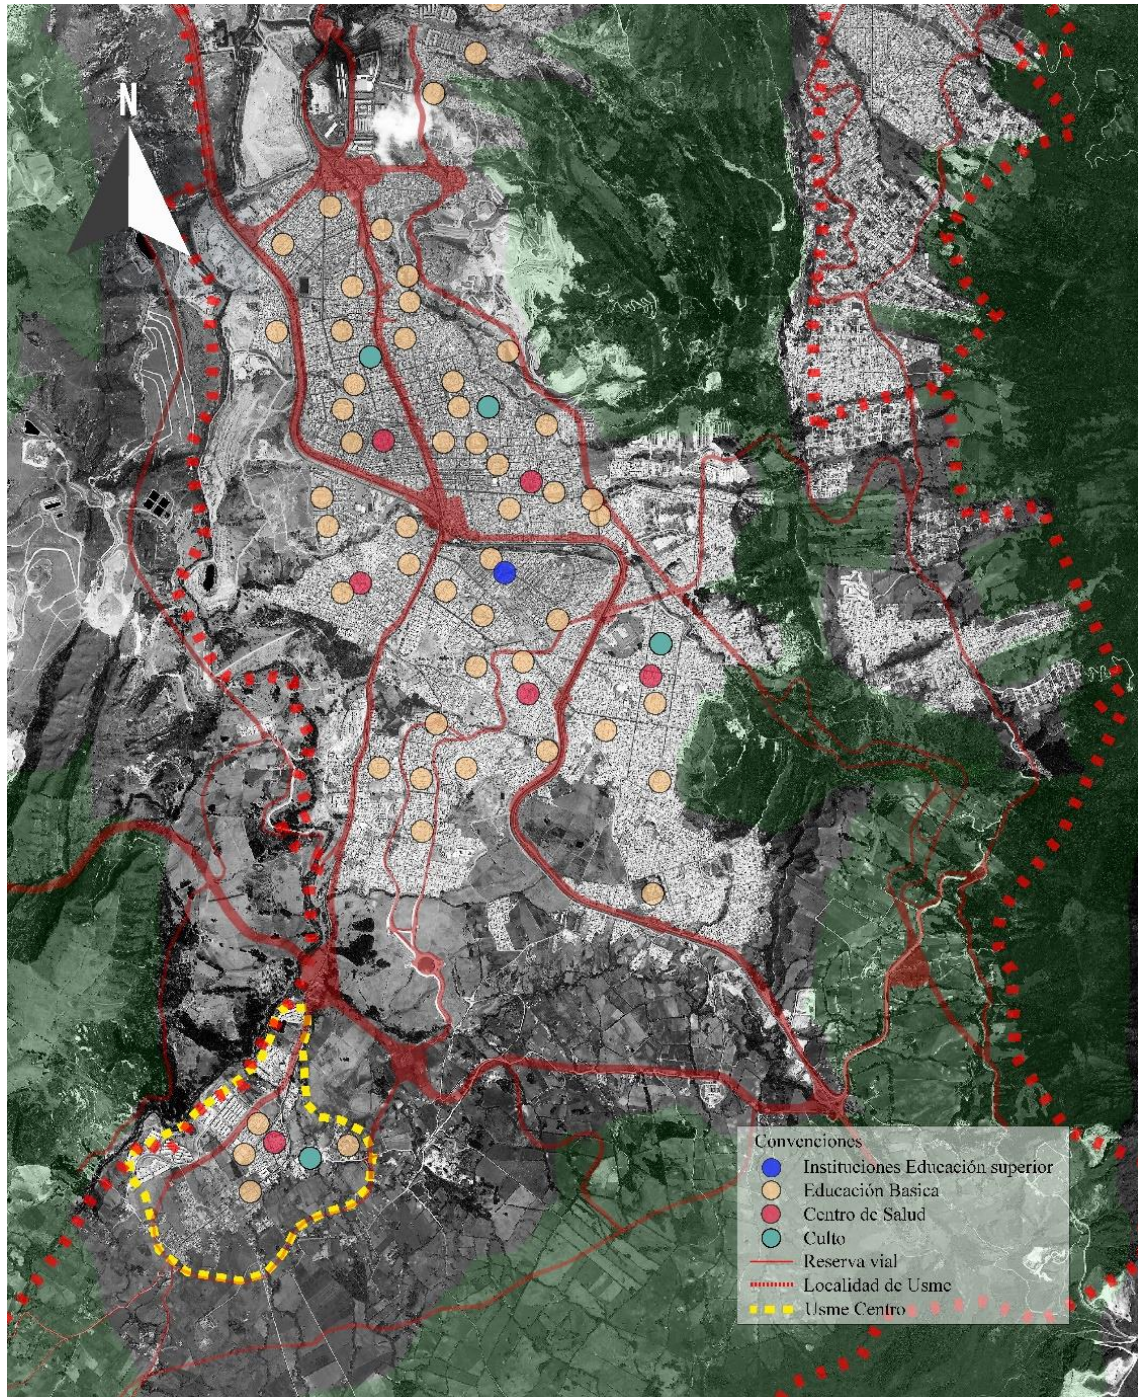 N
Convenciones
Instituciones Educación superior
Educación Basica
Centro de Salud
Culto
Reserva vial
Localidad de Usme
Usme Centro